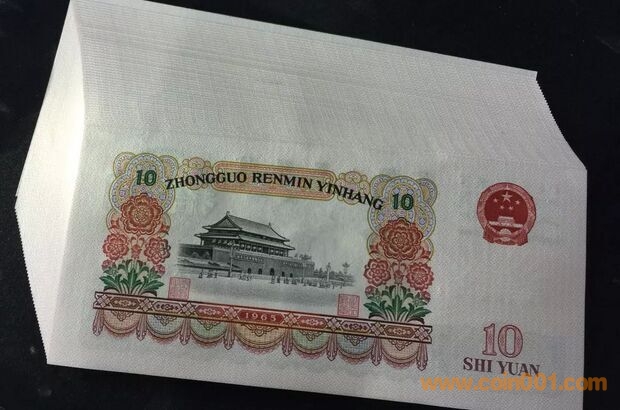 ZHONGGUO RENMIN YINHANG
10
10
1965
10
SHI YUAN
www.coin001.com